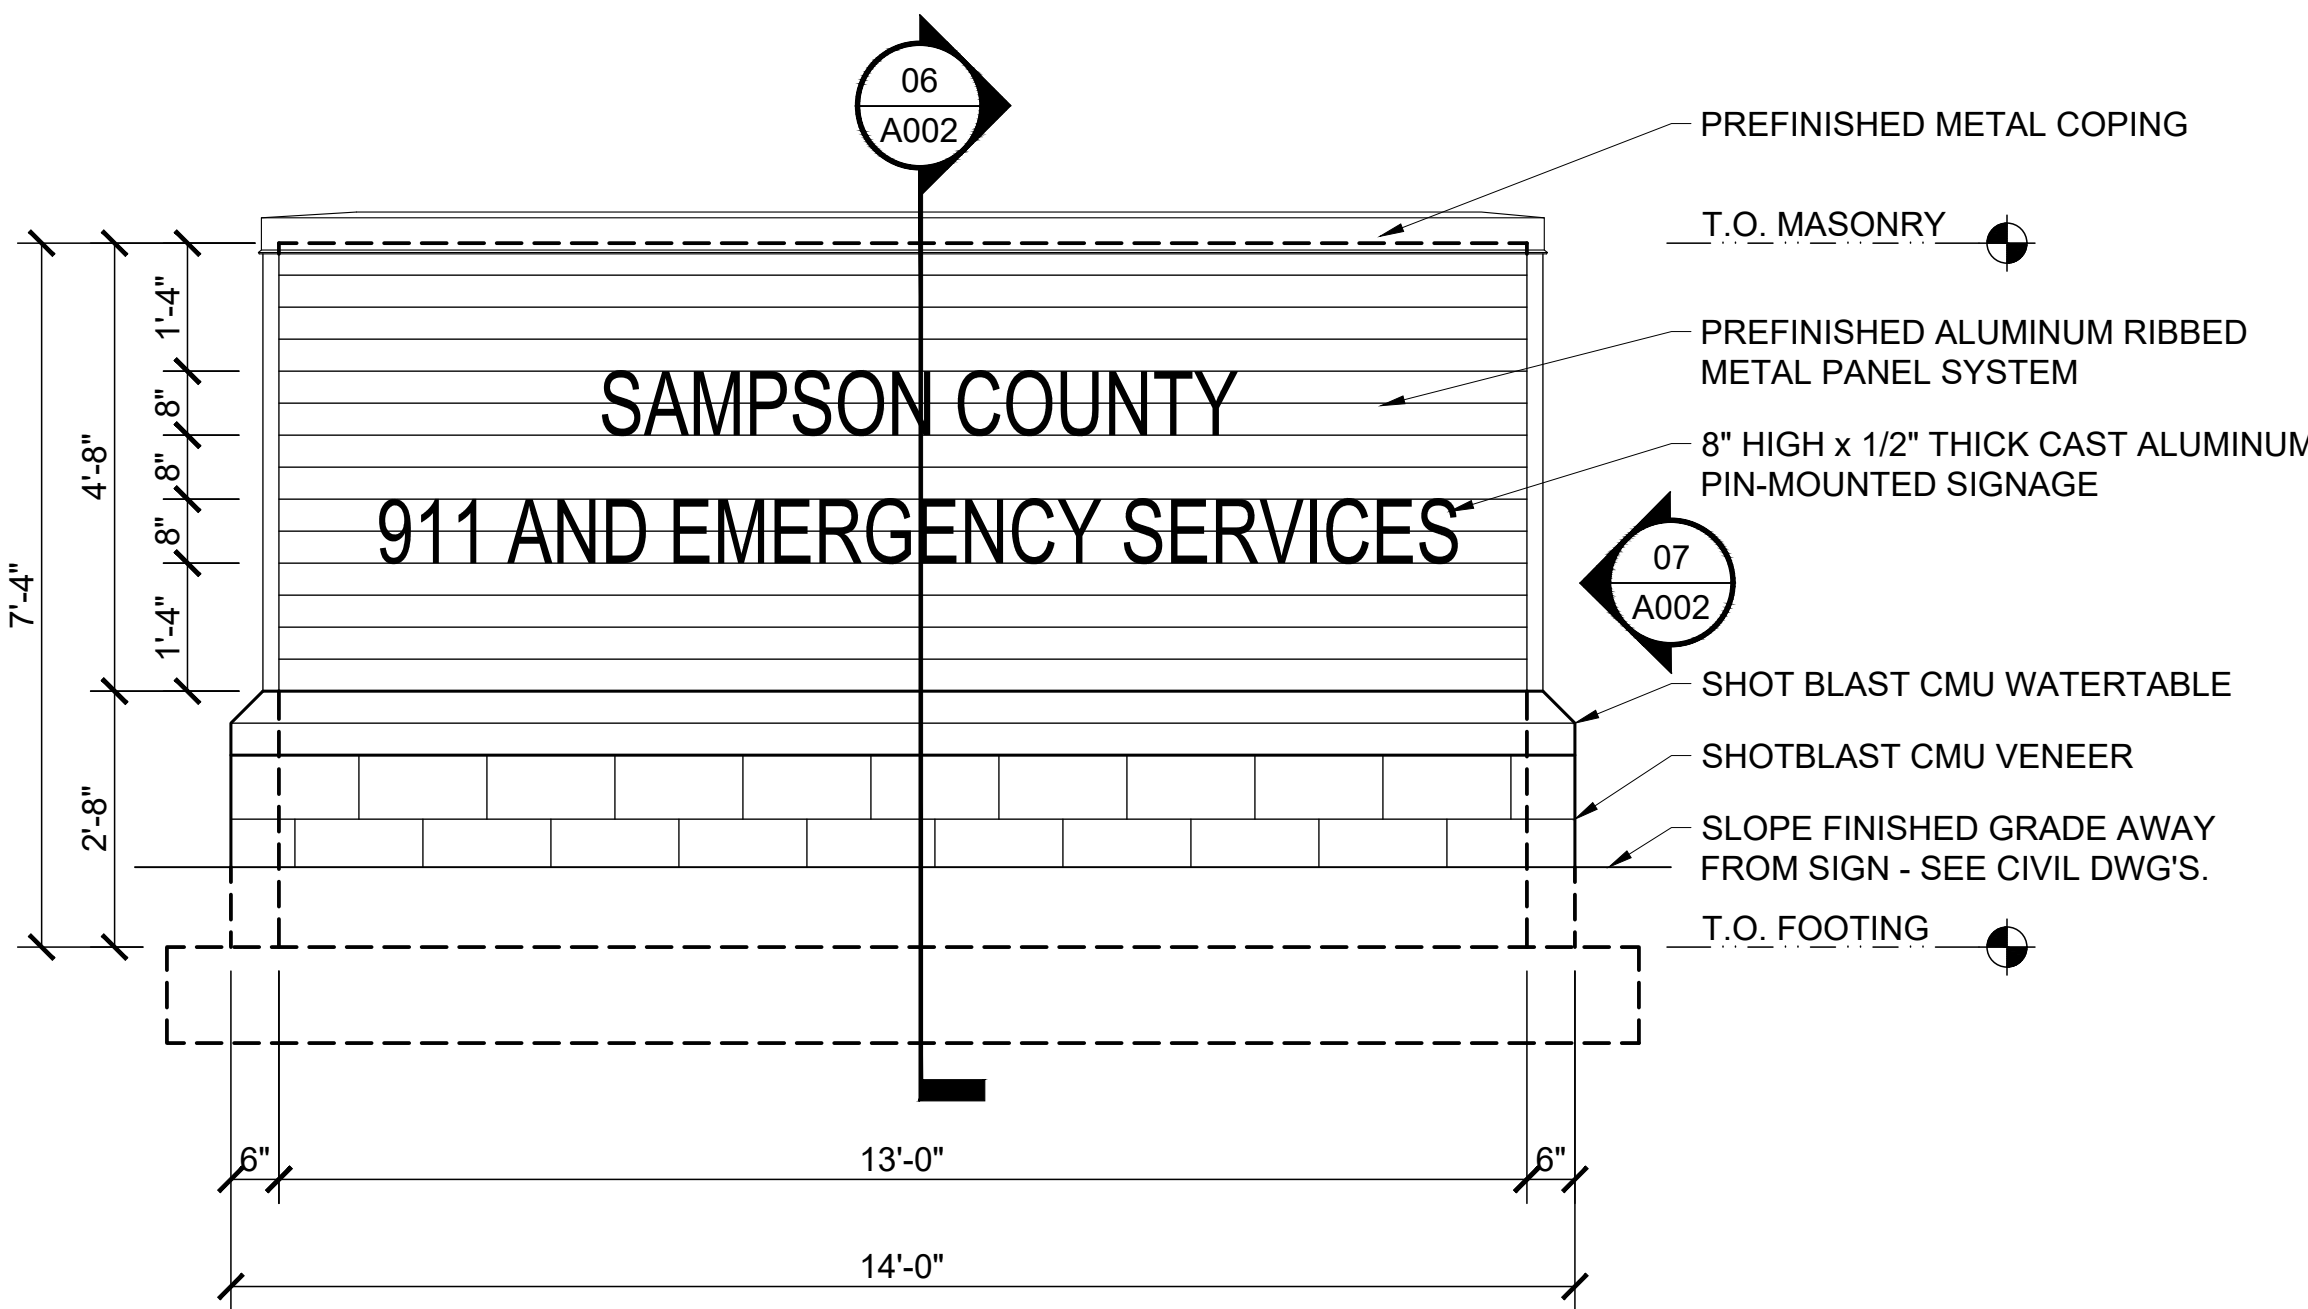 06
A002
PREFINISHED METAL COPING
T.O. MASONRY
PREFINISHED ALUMINUM RIBBED
METAL PANEL SYSTEM
8" HIGH x 1/2" THICK CAST ALUMINUM
PIN-MOUNTED SIGNAGE
07
A002
SHOT BLAST CMU WATERTABLE
SHOTBLAST CMU VENEER
SLOPE FINISHED GRADE AWAY
FROM SIGN - SEE CIVIL DWG'S.
T.O. FOOTING
SAMPSON COUNTY
911 AND EMERGENCY SERVICES
7'-4"
4'-8"
2'-8"
1'-4"
8"
8"
8"
1'-4"
6"
13'-0"
6"
14'-0"